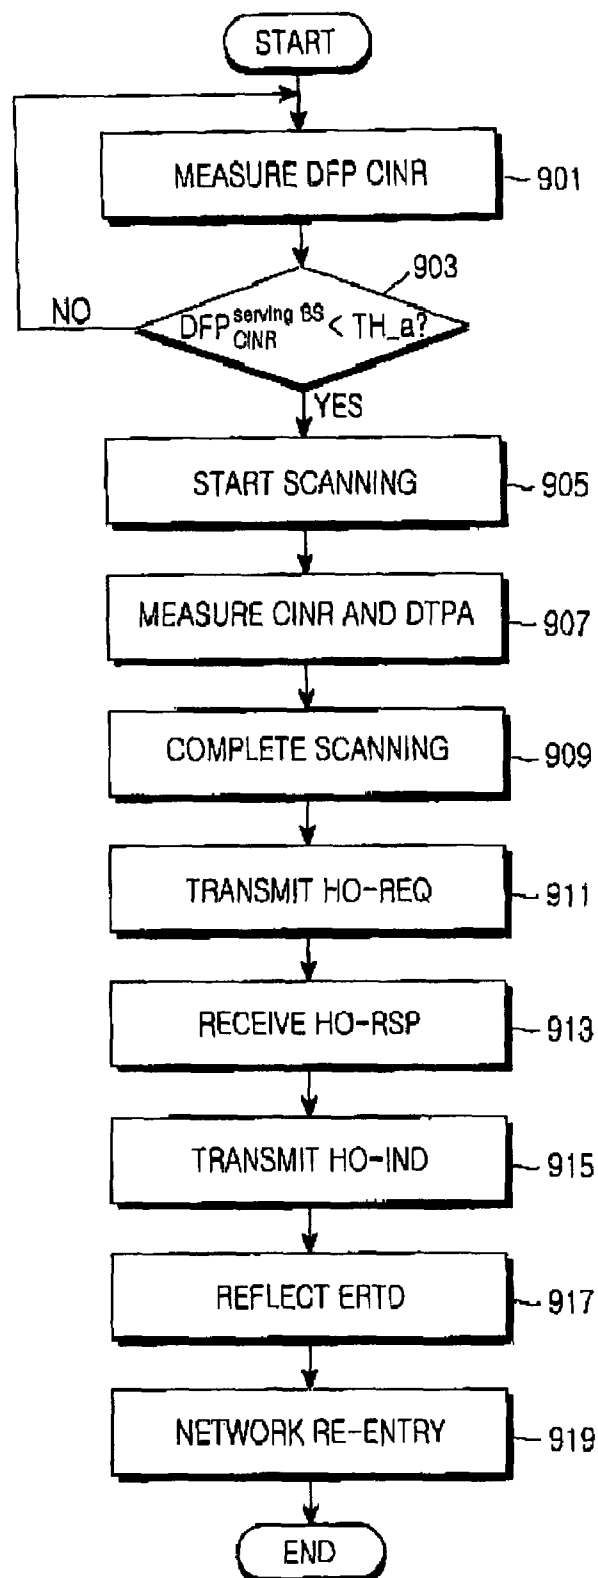 START
MEASURE DFP CINR
901
903
DFP serving BS CINR < TH_a?
NO
YES
START SCANNING
905
MEASURE CINR AND DTPA
907
COMPLETE SCANNING
909
TRANSMIT HO-REQ
911
RECEIVE HO-RSP
913
TRANSMIT HO-IND
915
REFLECT ERTD
917
NETWORK RE-ENTRY
919
END